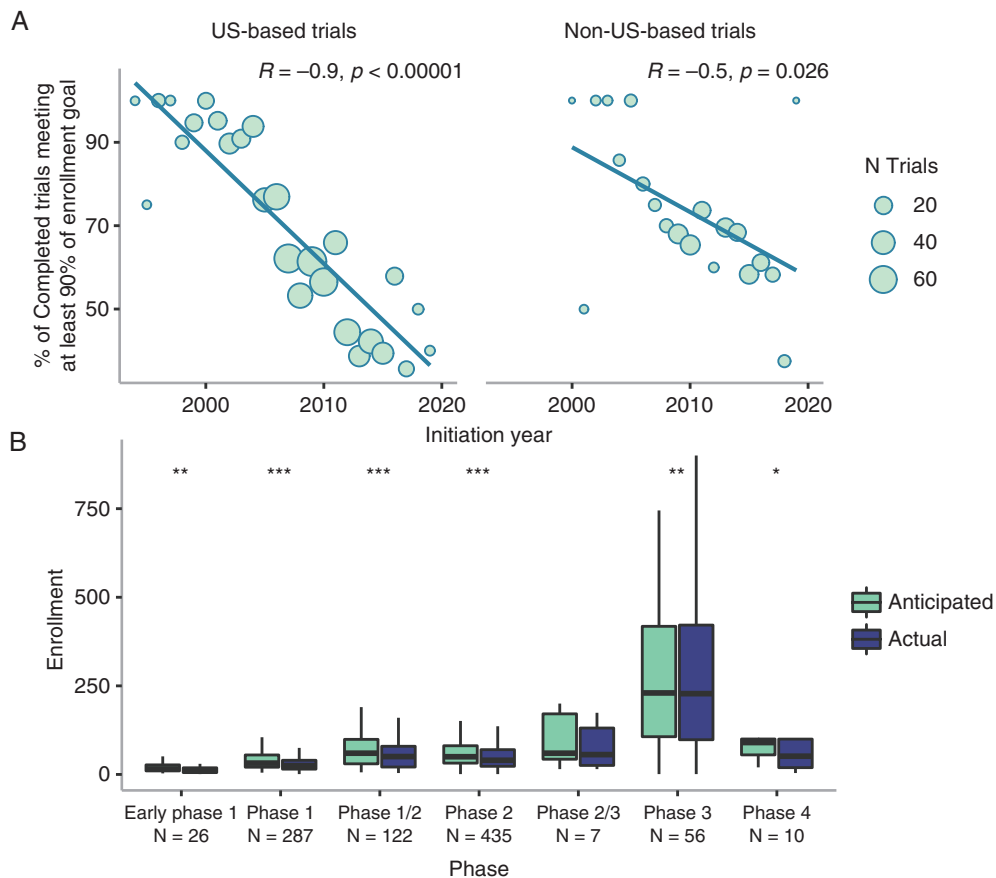 A
US-based trials
Non-US-based trials
R = –0.9, p < 0.00001
R = –0.5, p = 0.026
% of Completed trials meeting
at least 90% of enrollment goal
90
70
50
2000
2010
2020
2000
2010
2020
Initiation year
N Trials
20
40
60
B
**
***
***
***
**
*
Enrollment
750
500
250
0
Anticipated
Actual
Early phase 1
N = 26
Phase 1
N = 287
Phase 1/2
N = 122
Phase 2
N = 435
Phase 2/3
N = 7
Phase 3
N = 56
Phase 4
N = 10
Phase